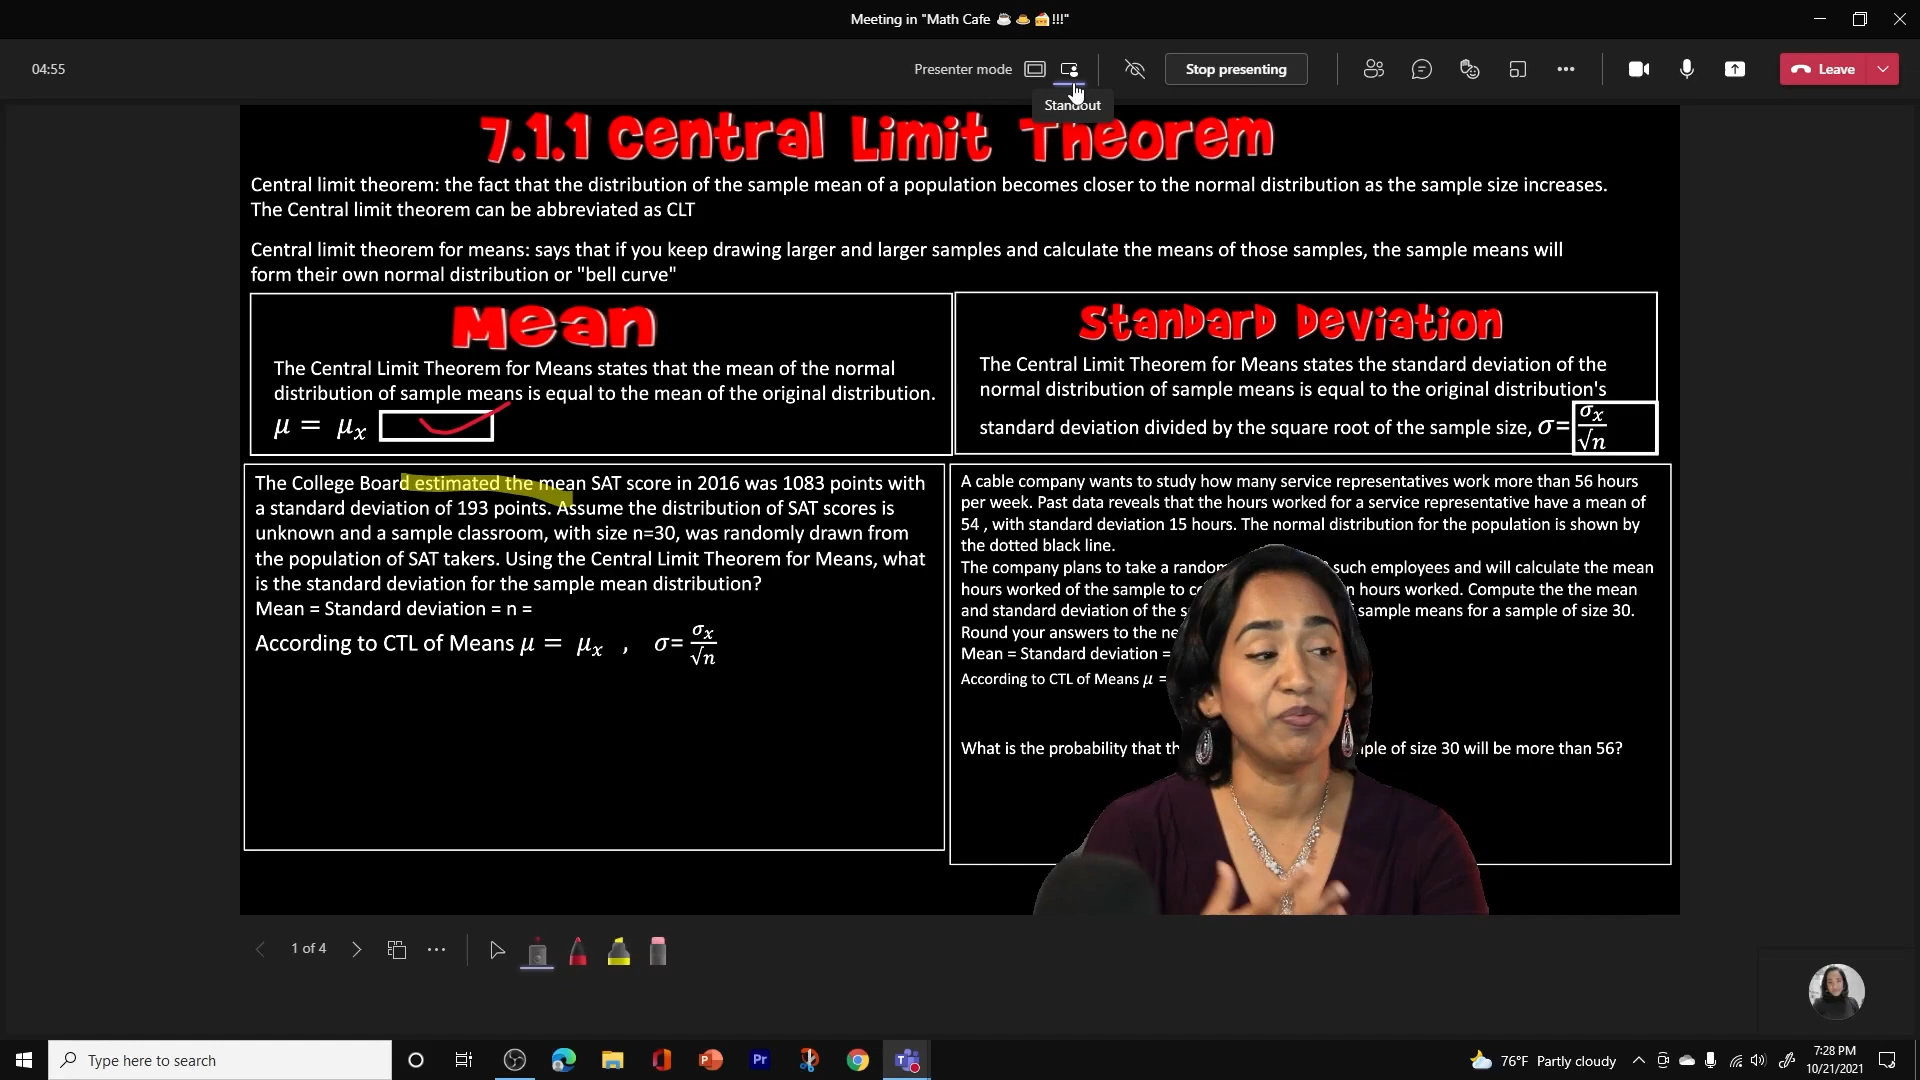 Meeting in "Math Cafe ☕🍮🍰!!!"
04:55
Presenter mode
Stop presenting
Leave
Standout
7.1.1 Central Limit Theorem
Central limit theorem: the fact that the distribution of the sample mean of a population becomes closer to the normal distribution as the sample size increases.
The Central limit theorem can be abbreviated as CLT
Central limit theorem for means: says that if you keep drawing larger and larger samples and calculate the means of those samples, the sample means will
form their own normal distribution or "bell curve"
Mean
The Central Limit Theorem for Means states that the mean of the normal
distribution of sample means is equal to the mean of the original distribution.
μ = μx
Standard Deviation
The Central Limit Theorem for Means states the standard deviation of the
normal distribution of sample means is equal to the original distribution's
standard deviation divided by the square root of the sample size, σ= σx/√n
The College Board estimated the mean SAT score in 2016 was 1083 points with
a standard deviation of 193 points. Assume the distribution of SAT scores is
unknown and a sample classroom, with size n=30, was randomly drawn from
the population of SAT takers. Using the Central Limit Theorem for Means, what
is the standard deviation for the sample mean distribution?
Mean = Standard deviation = n =
According to CTL of Means μ = μx , σ= σx/√n
A cable company wants to study how many service representatives work more than 56 hours
per week. Past data reveals that the hours worked for a service representative have a mean of
54 , with standard deviation 15 hours. The normal distribution for the population is shown by
the dotted black line.
The company plans to take a random such employees and will calculate the mean
hours worked of the sample to hours worked. Compute the the mean
and standard deviation of the sample means for a sample of size 30.
Round your answers to the
Mean = Standard deviation =
According to CTL of Means μ =
What is the probability that of size 30 will be more than 56?
1 of 4
Type here to search
76°F Partly cloudy
7:28 PM
10/21/2021